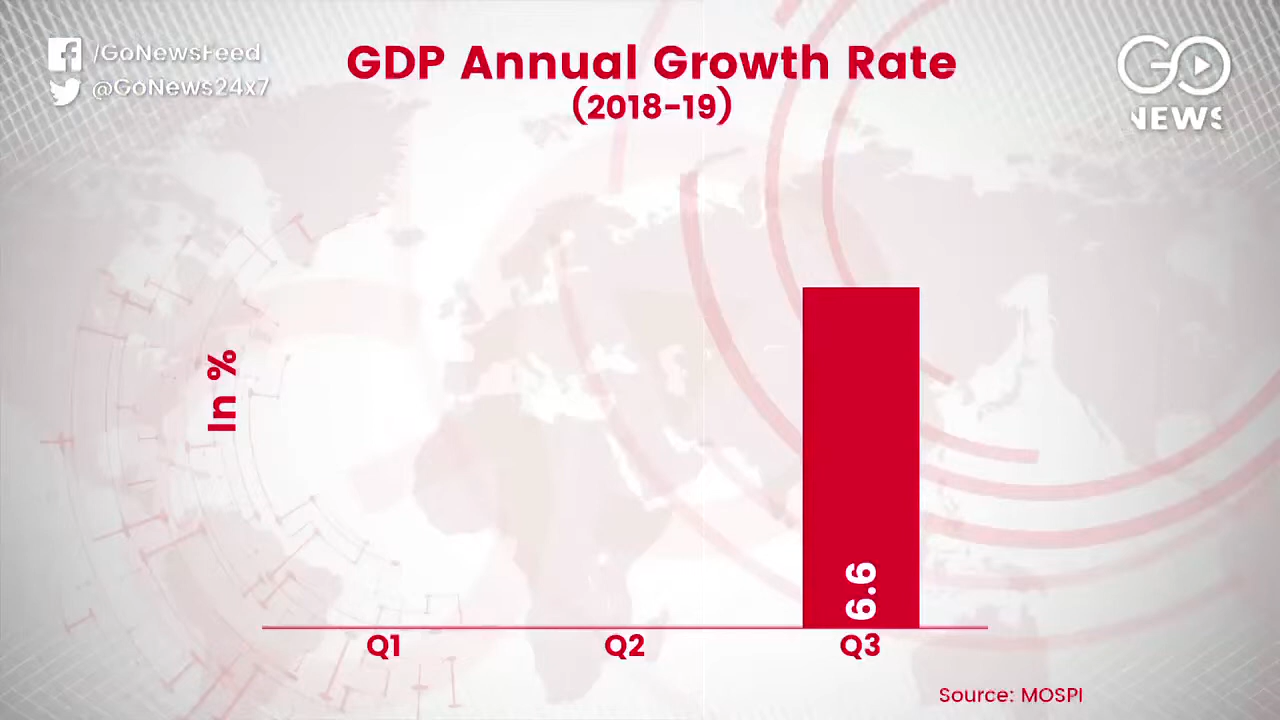 /GoNewsFeed
@GoNews24x7
GDP Annual Growth Rate
(2018-19)
GO
NEWS
In %
6.6
Q1
Q2
Q3
Source: MOSPI